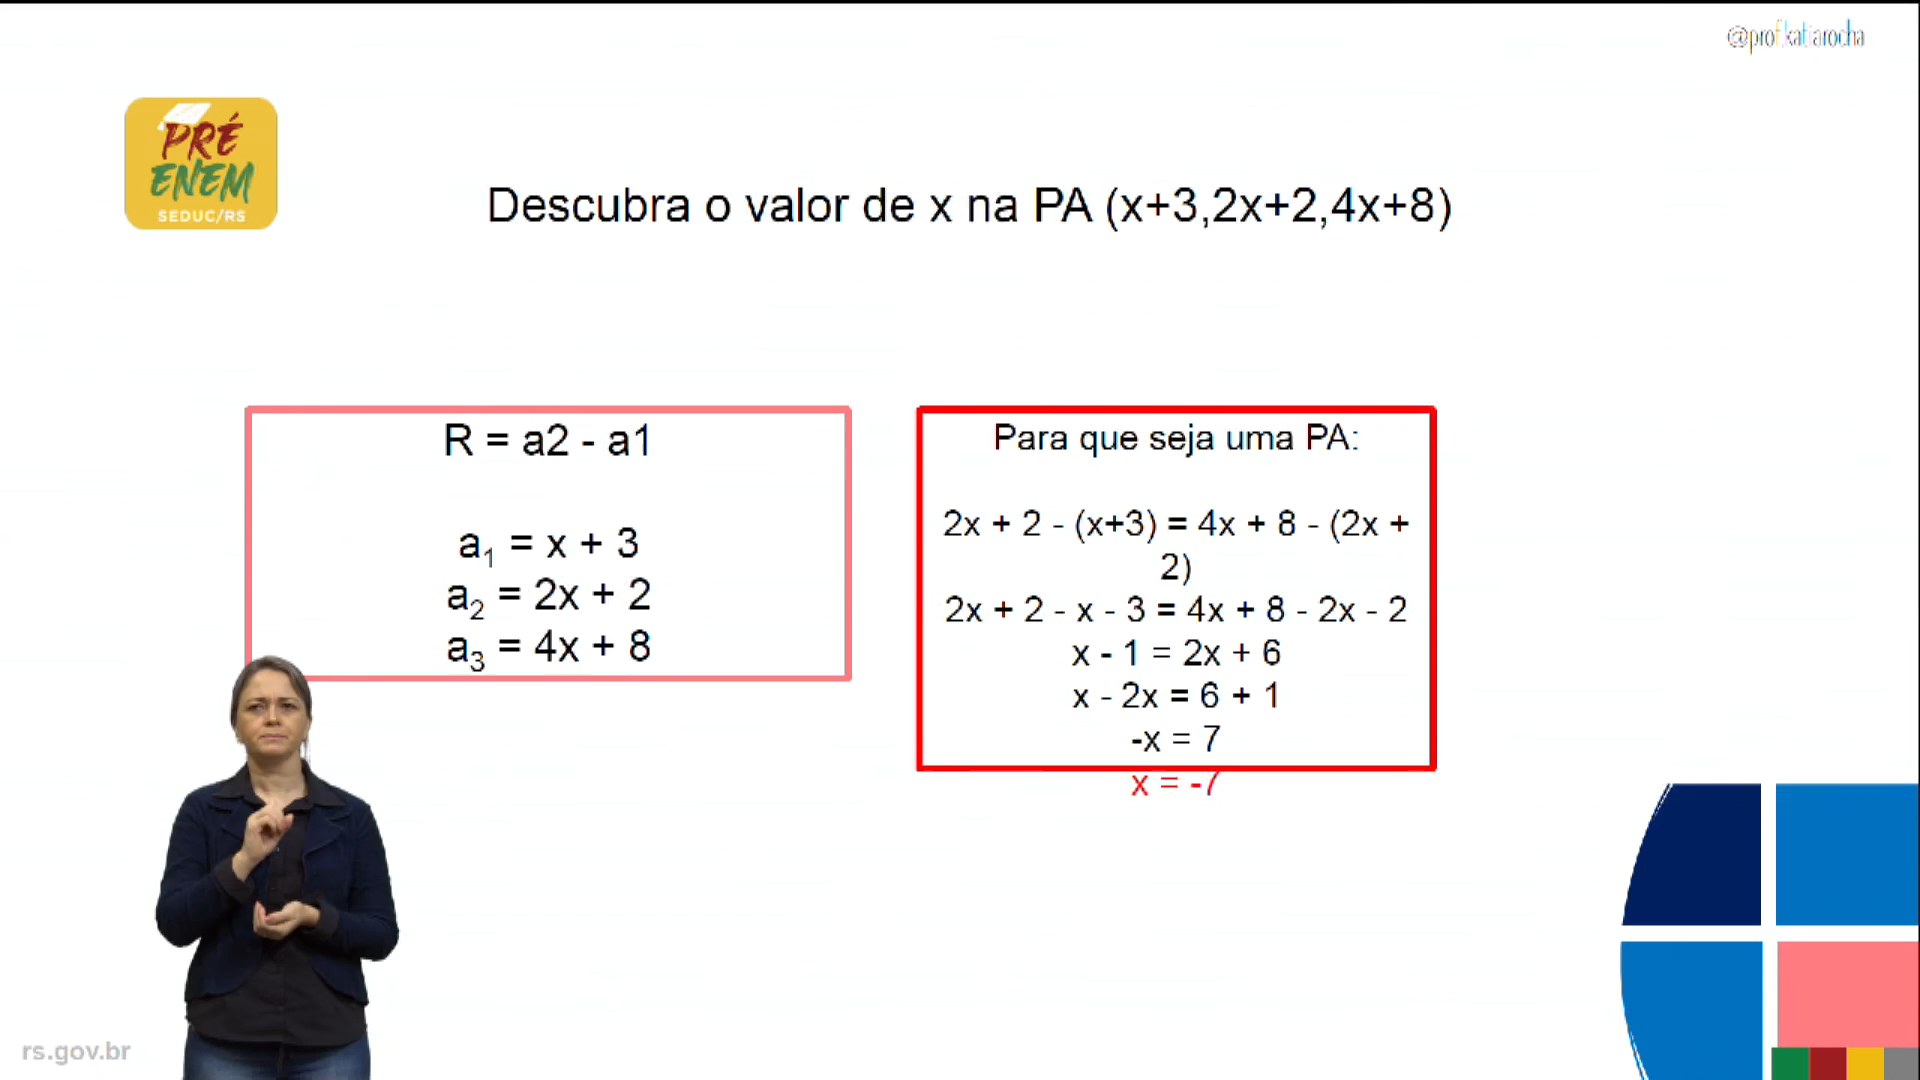 @prof.katiarocha
PRÉ
ENEM
SEDUC/RS
Descubra o valor de x na PA (x+3,2x+2,4x+8)
R = a2 - a1
a₁ = x + 3
a₂ = 2x + 2
a₃ = 4x + 8
Para que seja uma PA:
2x + 2 - (x+3) = 4x + 8 - (2x +
2)
2x + 2 - x - 3 = 4x + 8 - 2x - 2
x - 1 = 2x + 6
x - 2x = 6 + 1
-x = 7
x = -7
rs.gov.br